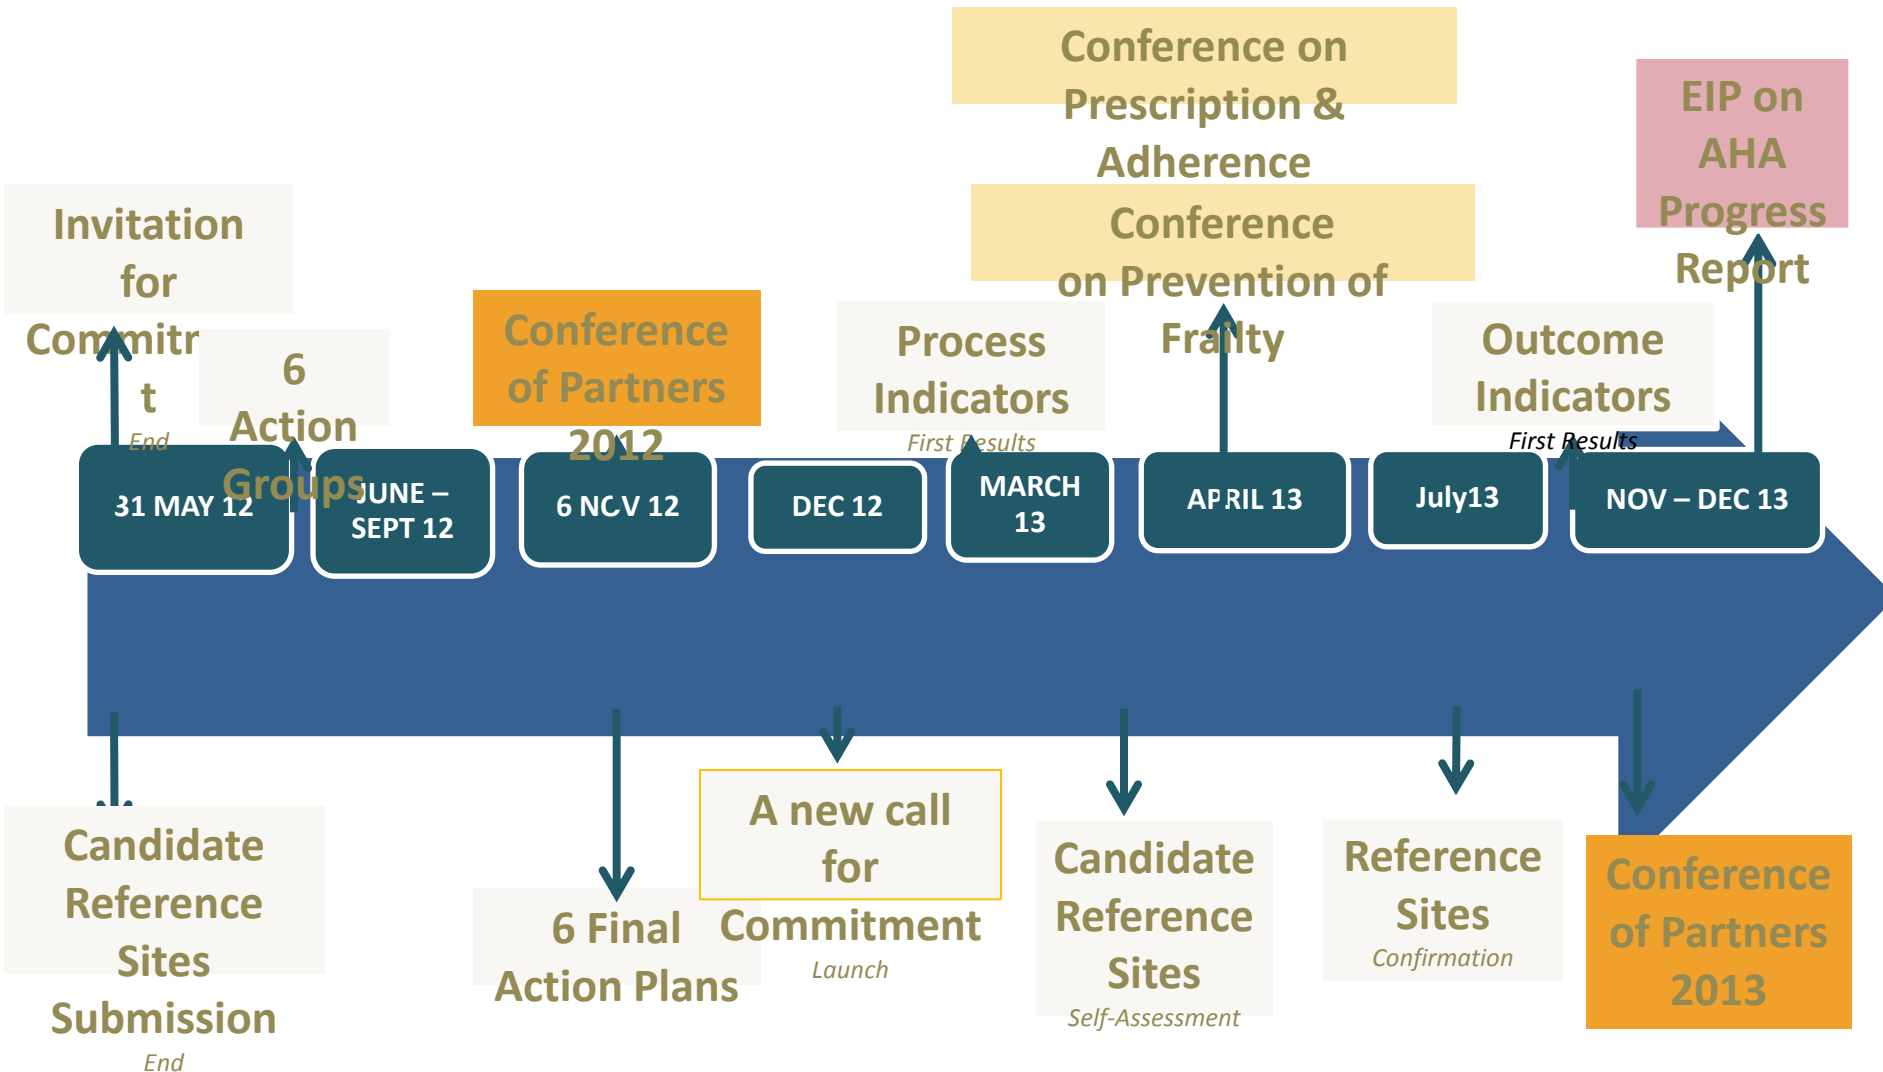 Conference on
Prescription &
Adherence
EIP on
AHA
Progress
Report
Invitation
for
Commitm
t
End
Conference
on Prevention of
Frailty
6
Action
Groups
Conference
of Partners
2012
Process
Indicators
First Results
Outcome
Indicators
First Results
31 MAY 12
JUNE –
SEPT 12
6 NOV 12
DEC 12
MARCH
13
APRIL 13
July13
NOV – DEC 13
Candidate
Reference
Sites
Submission
End
6 Final
Action Plans
A new call
for
Commitment
Launch
Candidate
Reference
Sites
Self-Assessment
Reference
Sites
Confirmation
Conference
of Partners
2013